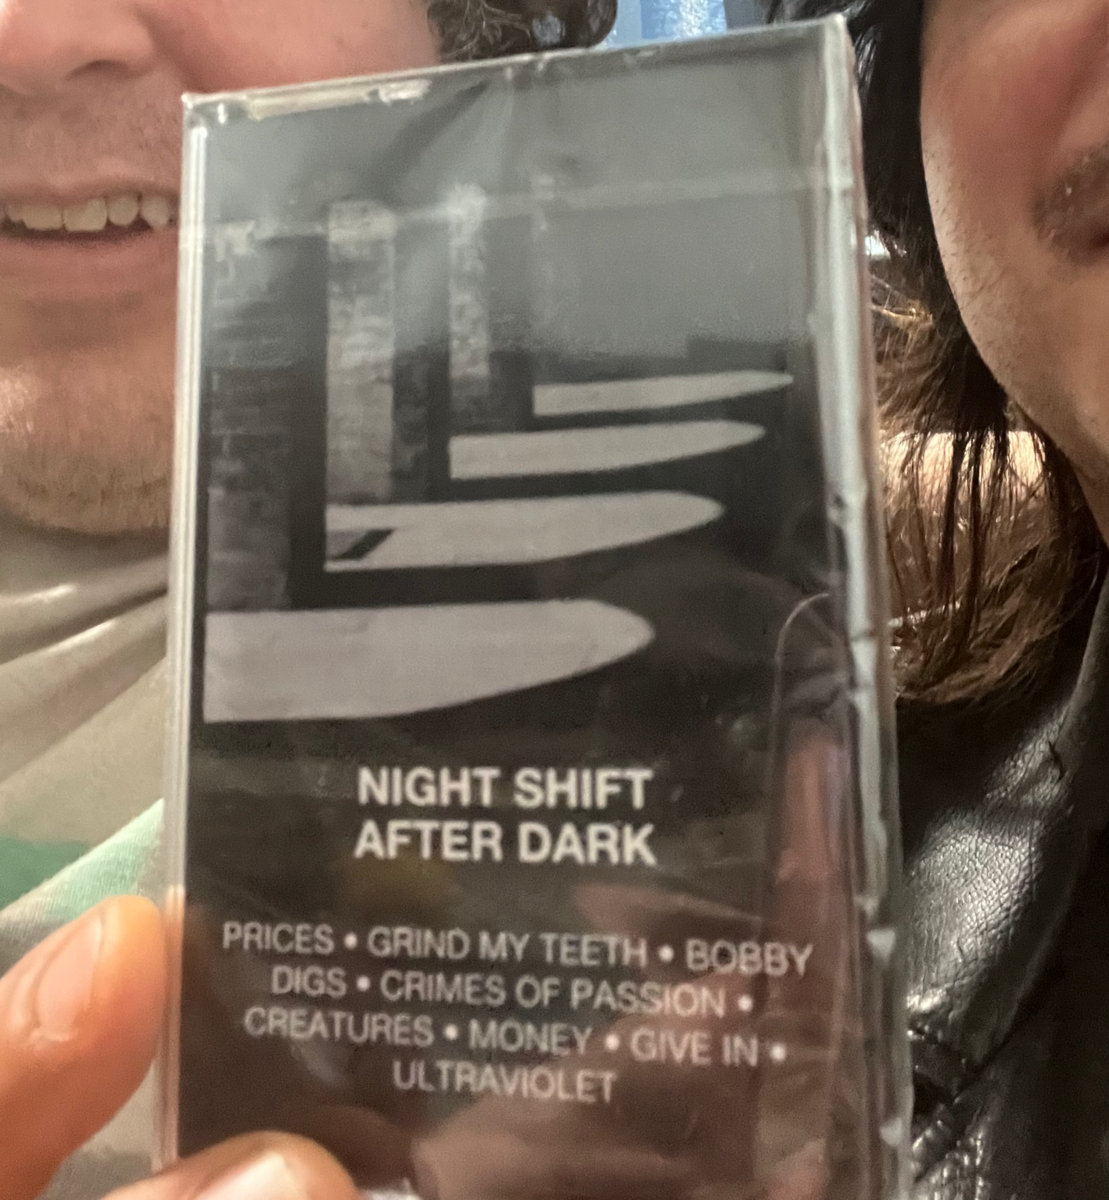 NIGHT SHIFT
AFTER DARK
PRICES • GRIND MY TEETH • BOBBY
DIGS • CRIMES OF PASSION •
CREATURES • MONEY • GIVE IN •
ULTRAVIOLET